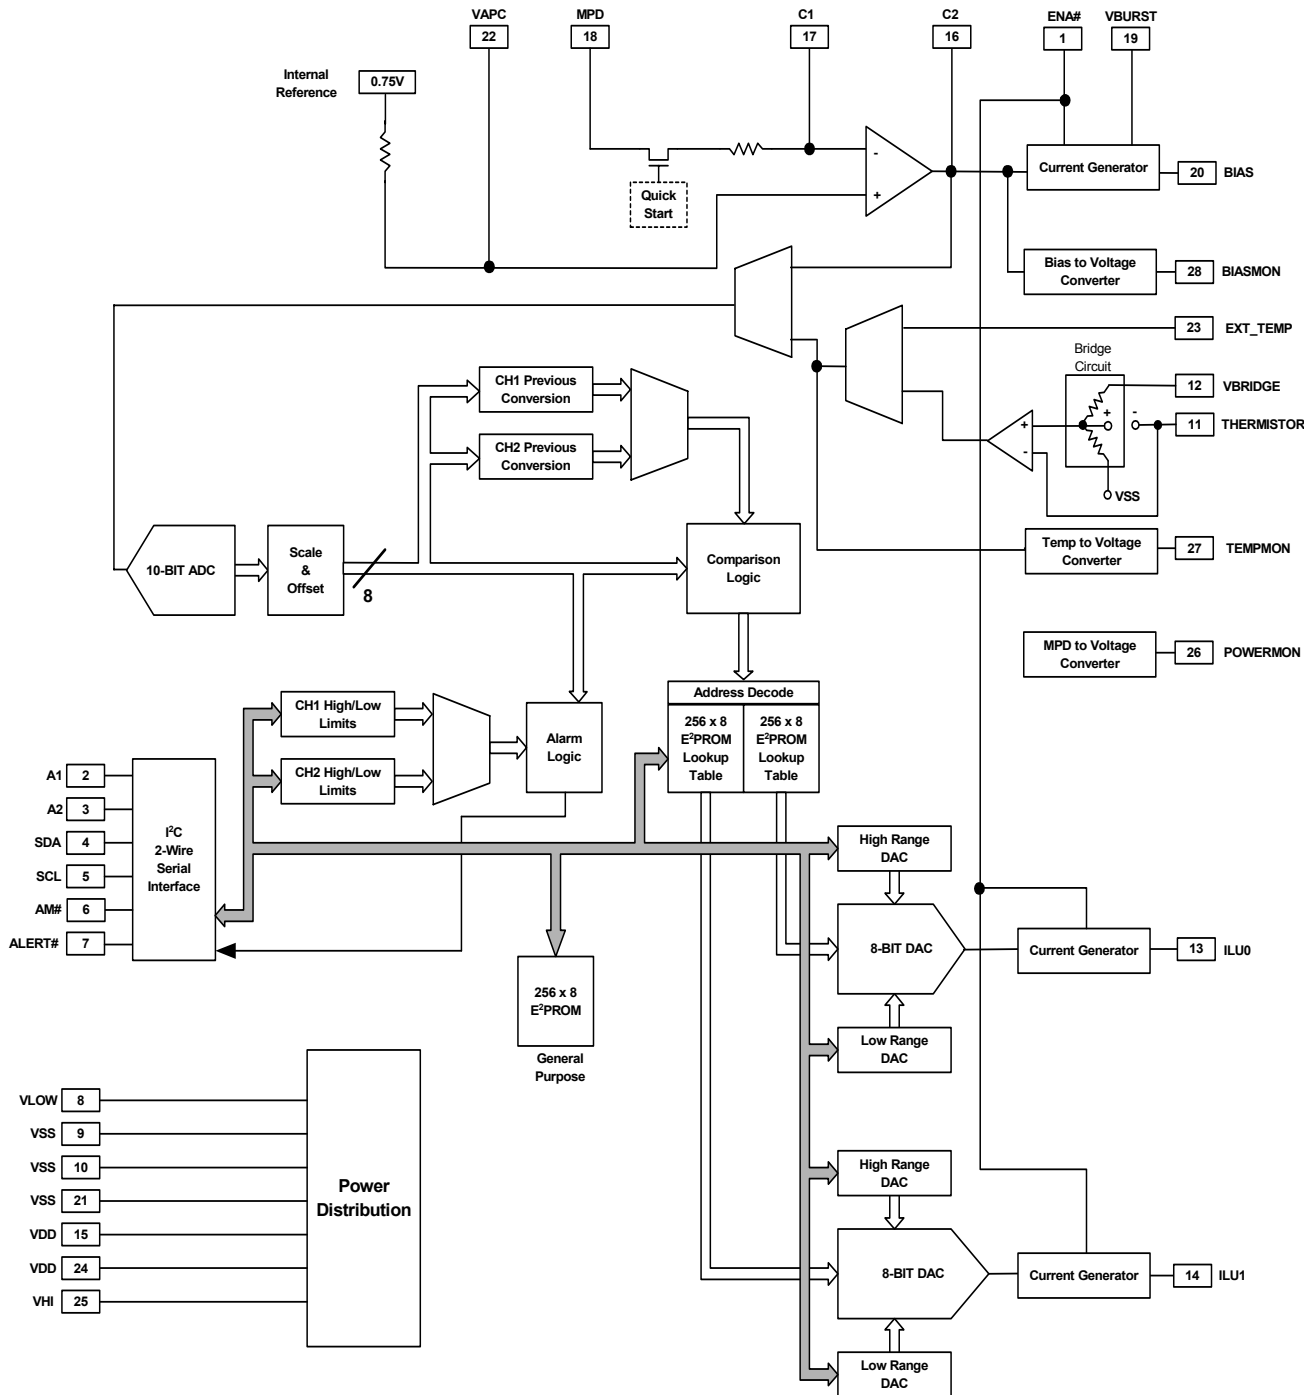 VAPC
22
MPD
18
C1
17
C2
16
ENA#
1
VBURST
19
Internal
Reference
0.75V
Quick
Start
-
+
Current Generator
20
BIAS
Bias to Voltage
Converter
28
BIASMON
23
EXT_TEMP
Bridge
Circuit
12
VBRIDGE
+
-
11
THERMISTOR
+
-
VSS
CH1 Previous
Conversion
CH2 Previous
Conversion
10-BIT ADC
Scale
&
Offset
8
Comparison
Logic
Temp to Voltage
Converter
27
TEMPMON
MPD to Voltage
Converter
26
POWERMON
Address Decode
256 x 8
E²PROM
Lookup
Table
256 x 8
E²PROM
Lookup
Table
CH1 High/Low
Limits
CH2 High/Low
Limits
Alarm
Logic
A1
2
A2
3
SDA
4
SCL
5
AM#
6
ALERT#
7
I²C
2-Wire
Serial
Interface
High Range
DAC
8-BIT DAC
Current Generator
13
ILU0
Low Range
DAC
256 x 8
E²PROM
General
Purpose
VLOW
8
VSS
9
VSS
10
VSS
21
VDD
15
VDD
24
VHI
25
Power
Distribution
High Range
DAC
8-BIT DAC
Current Generator
14
ILU1
Low Range
DAC